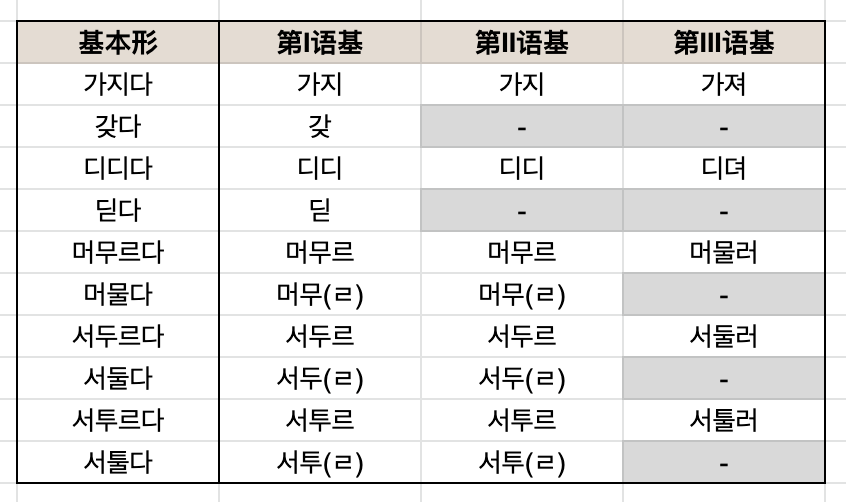 基本形 第I语基 第II语基 第III语基
가지다 가지 가지 가져
갖다 갖 - -
디디다 디디 디디 디뎌
딛다 딛 - -
머무르다 머무르 머무르 머물러
머물다 머무(ㄹ) 머무(ㄹ) -
서두르다 서두르 서두르 서둘러
서둘다 서두(ㄹ) 서두(ㄹ) -
서투르다 서투르 서투르 서툴러
서툴다 서투(ㄹ) 서투(ㄹ) -